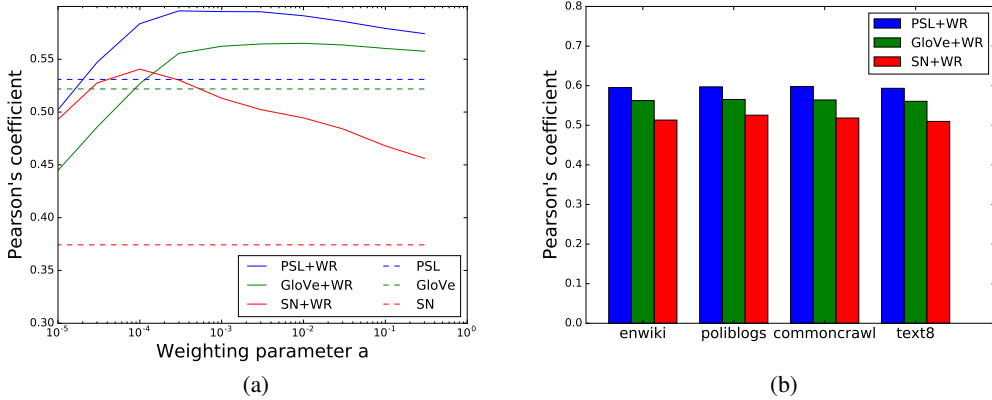 Pearson's coefficient
0.55
0.50
0.45
0.40
0.35
0.30
PSL+WR PSL
GloVe+WR GloVe
SN+WR SN
10⁻⁵ 10⁻⁴ 10⁻³ 10⁻² 10⁻¹ 10⁰
Weighting parameter a
(a)
Pearson's coefficient
0.8
0.7
0.6
0.5
0.4
0.3
0.2
0.1
0.0
PSL+WR
GloVe+WR
SN+WR
enwiki poliblogs commoncrawl text8
(b)